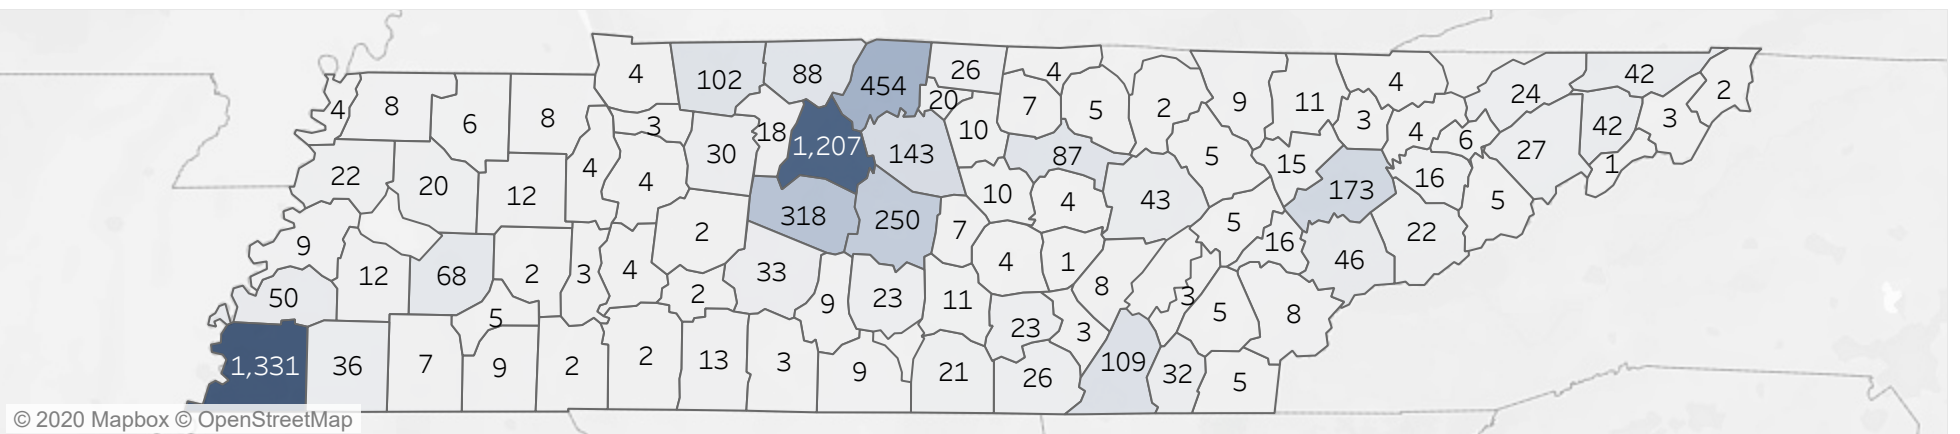 4 102 88 454 26 4 4 42 2
4 8 6 8 3 18 20 7 5 2 9 11 3 24 42 3
30 1,207 143 10 87 5 15 4 6 27 1
22 20 12 4 4 10 4 43 173 16 5
318 250 7 5 16 22
9 12 68 2 3 4 2 33 4 1 8 46
50 5 2 9 23 11 23 3 3 5 8
1,331 36 7 9 2 2 13 3 9 21 26 109 32 5
© 2020 Mapbox © OpenStreetMap